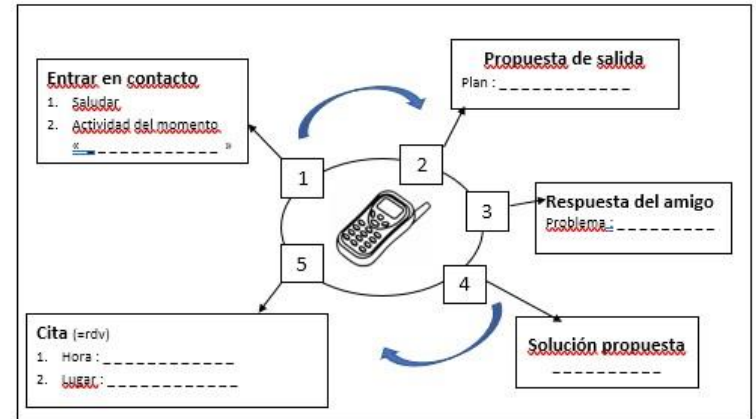 Entrar en contacto
1. Saludar
2. Actividad del momento
« _ _ _ _ _ _ _ _ _ _ _ _ _ »
1
Propuesta de salida
Plan : _ _ _ _ _ _ _ _ _ _ _ _ _
2
3
Respuesta del amigo
Problema : _ _ _ _ _ _ _ _ _ _
4
Solución propuesta
_ _ _ _ _ _ _ _ _ _ _
5
Cita (=rdv)
1. Hora : _ _ _ _ _ _ _ _ _ _ _ _ _
2. Lugar : _ _ _ _ _ _ _ _ _ _ _ _ _